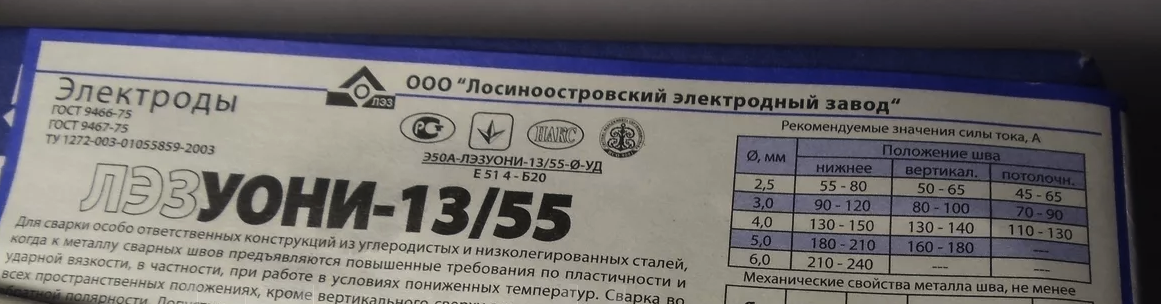 ООО "Лосиноостровский электродный завод"
Электроды
ГОСТ 9466-75
ГОСТ 9467-75
ТУ 1272-003-01055859-2003
ЛЭЗ
РС
НАКС
Э50А-ЛЭЗУОНИ-13/55-Ø-УД
Е 51 4 - Б20
ЛЭЗУОНИ-13/55
Для сварки особо ответственных конструкций из углеродистых и низколегированных сталей,
когда к металлу сварных швов предъявляются повышенные требования по пластичности и
ударной вязкости, в частности, при работе в условиях пониженных температур. Сварка во
всех пространственных положениях, кроме вертикального
обратной полярности.
Рекомендуемые значения силы тока, А
Ø, мм Положение шва
нижнее вертикал. потолочн.
2,5 55 - 80 50 - 65 45 - 65
3,0 90 - 120 80 - 100 70 - 90
4,0 130 - 150 130 - 140 110 - 130
5,0 180 - 210 160 - 180 ----
6,0 210 - 240 ---- ----
Механические свойства металла шва, не менее